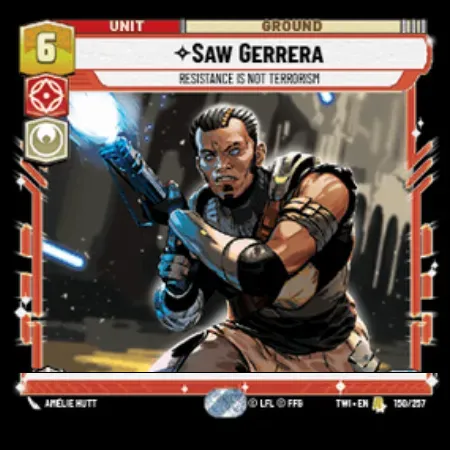 UNIT GROUND
6 SAW GERRERA
RESISTANCE IS NOT TERRORISM
AMÉLIE HUTT © LFL © FFG TWI • EN 150/257